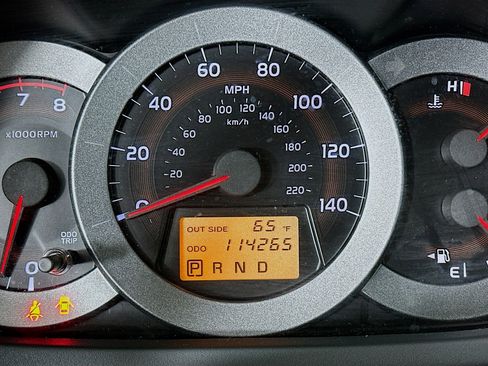 7 8
x1000RPM
ODO
TRIP
0
0 20 40 60 80 100 120 140
MPH
km/h
20 40 60 80 100 120 140 160 180 200 220
OUT SIDE 65 °F
ODO 114265
P R N D
H
E